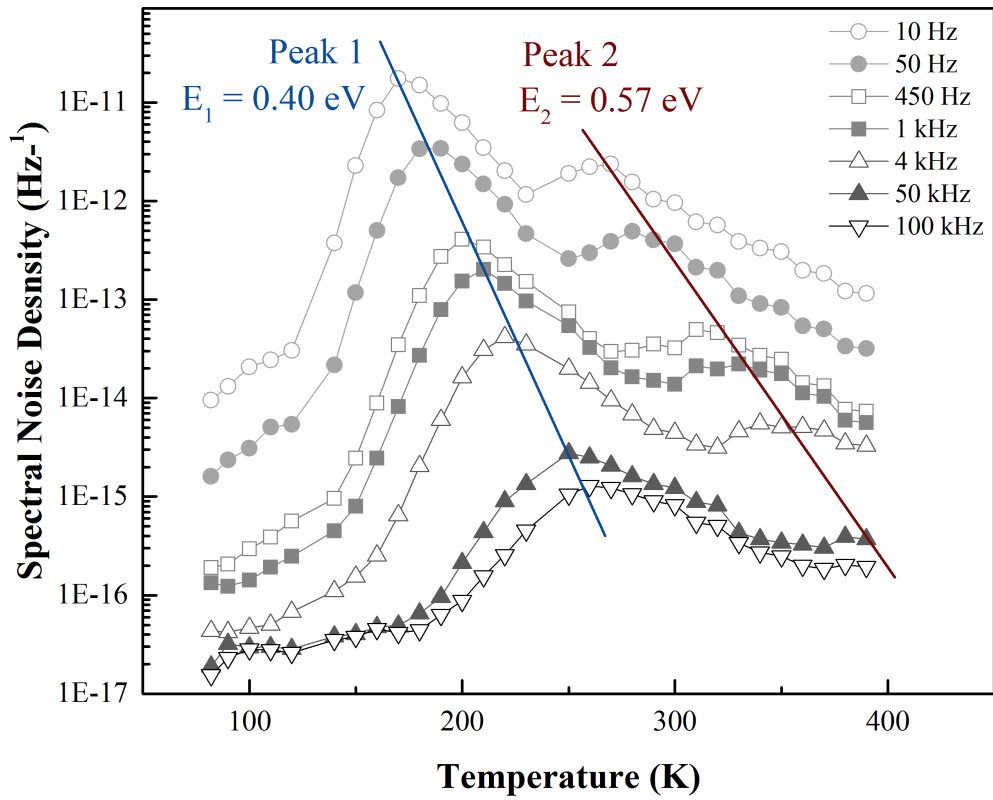 Peak 1
E₁ = 0.40 eV
Peak 2
E₂ = 0.57 eV
10 Hz
50 Hz
450 Hz
1 kHz
4 kHz
50 kHz
100 kHz
1E-11
1E-12
1E-13
1E-14
1E-15
1E-16
1E-17
Spectral Noise Desnsity (Hz-¹)
100
200
300
400
Temperature (K)